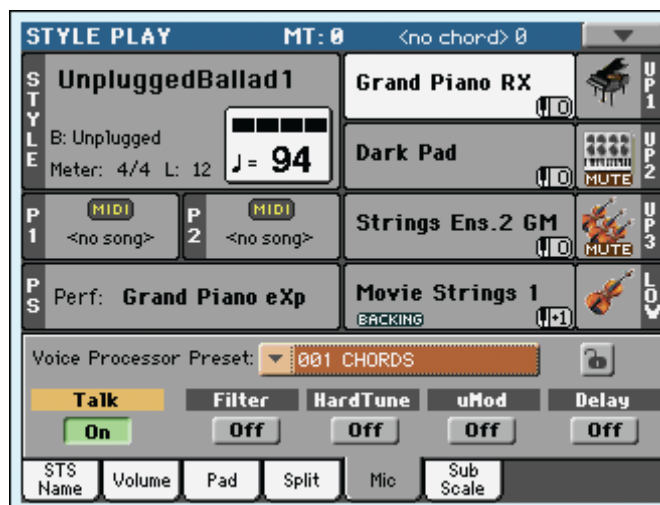 STYLE PLAY MT: 0 <no chord> 0
STYLE
UnpluggedBallad1
B: Unplugged
Meter: 4/4 L: 12
♩= 94
Grand Piano RX
0
UP1
Dark Pad
0
MUTE
UP2
P1
MIDI
<no song>
P2
MIDI
<no song>
Strings Ens.2 GM
0
MUTE
UP3
PS
Perf: Grand Piano eXp
Movie Strings 1
BACKING
+1
LOW
Voice Processor Preset: 001 CHORDS
Talk Filter HardTune uMod Delay
On Off Off Off Off
STS Name
Volume
Pad
Split
Mic
Sub Scale